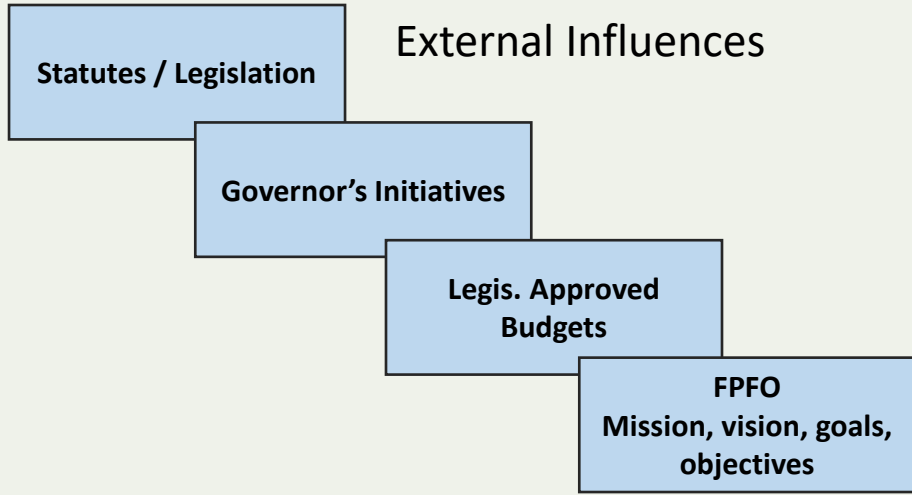 External Influences
Statutes / Legislation
Governor’s Initiatives
Legis. Approved
Budgets
FPFO
Mission, vision, goals,
objectives